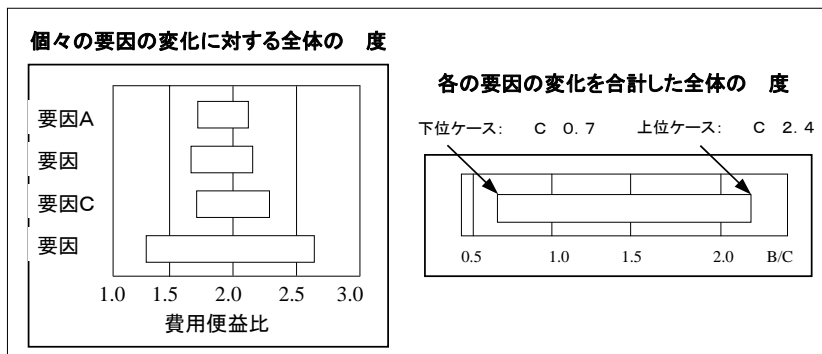 個々の要因の変化に対する全体の 度
要因A
要因
要因C
要因
1.0 1.5 2.0 2.5 3.0
費用便益比
各の要因の変化を合計した全体の 度
下位ケース: C 0.7 上位ケース: C 2.4
0.5 1.0 1.5 2.0 B/C